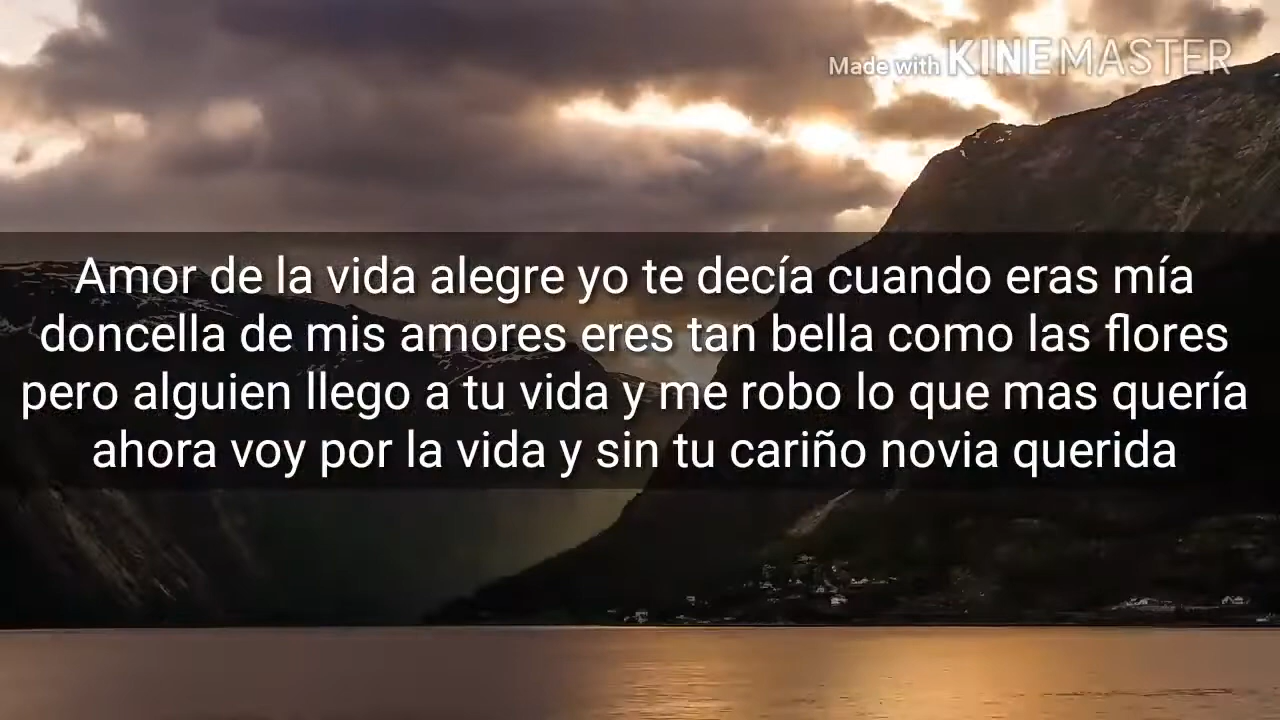 Made with KINEMASTER
Amor de la vida alegre yo te decía cuando eras mía
doncella de mis amores eres tan bella como las flores
pero alguien llego a tu vida y me robo lo que mas quería
ahora voy por la vida y sin tu cariño novia querida